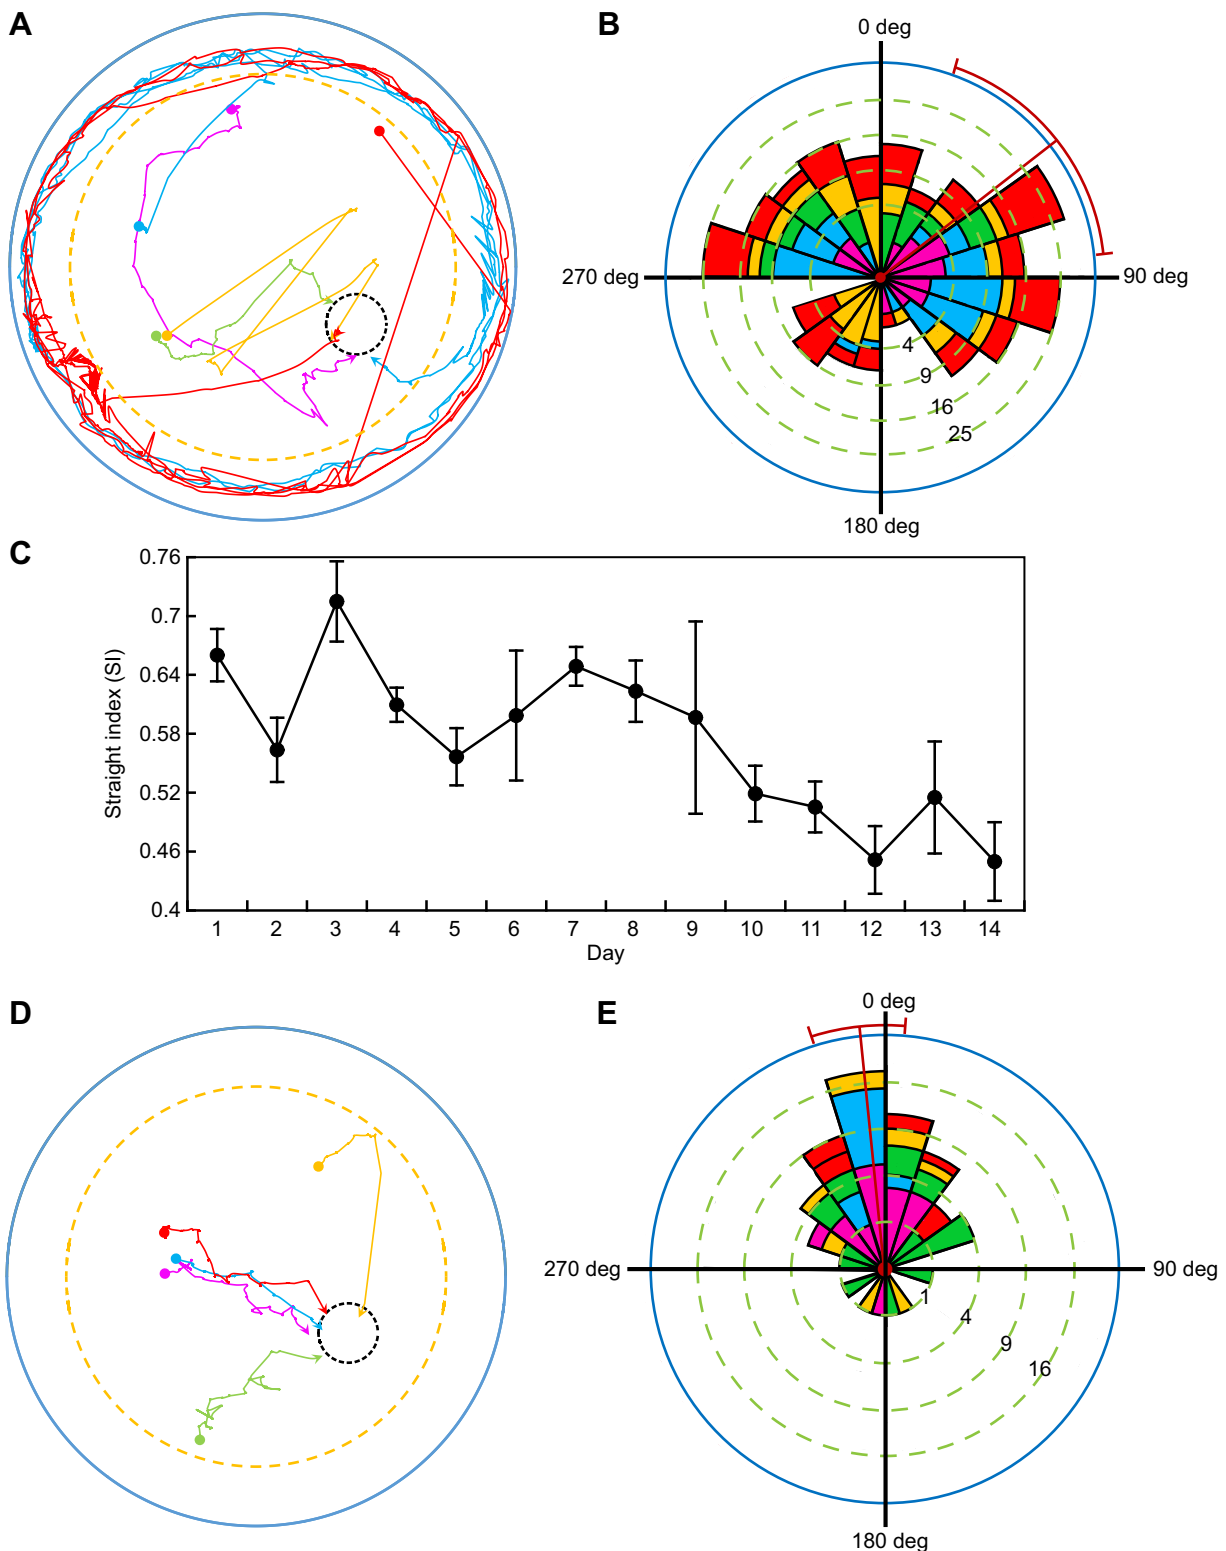 A
B
0 deg
270 deg
90 deg
4
9
16
25
180 deg
C
0.76
0.7
0.64
0.58
0.52
0.46
0.4
Straight index (SI)
1 2 3 4 5 6 7 8 9 10 11 12 13 14
Day
D
E
0 deg
270 deg
90 deg
1
4
9
16
180 deg